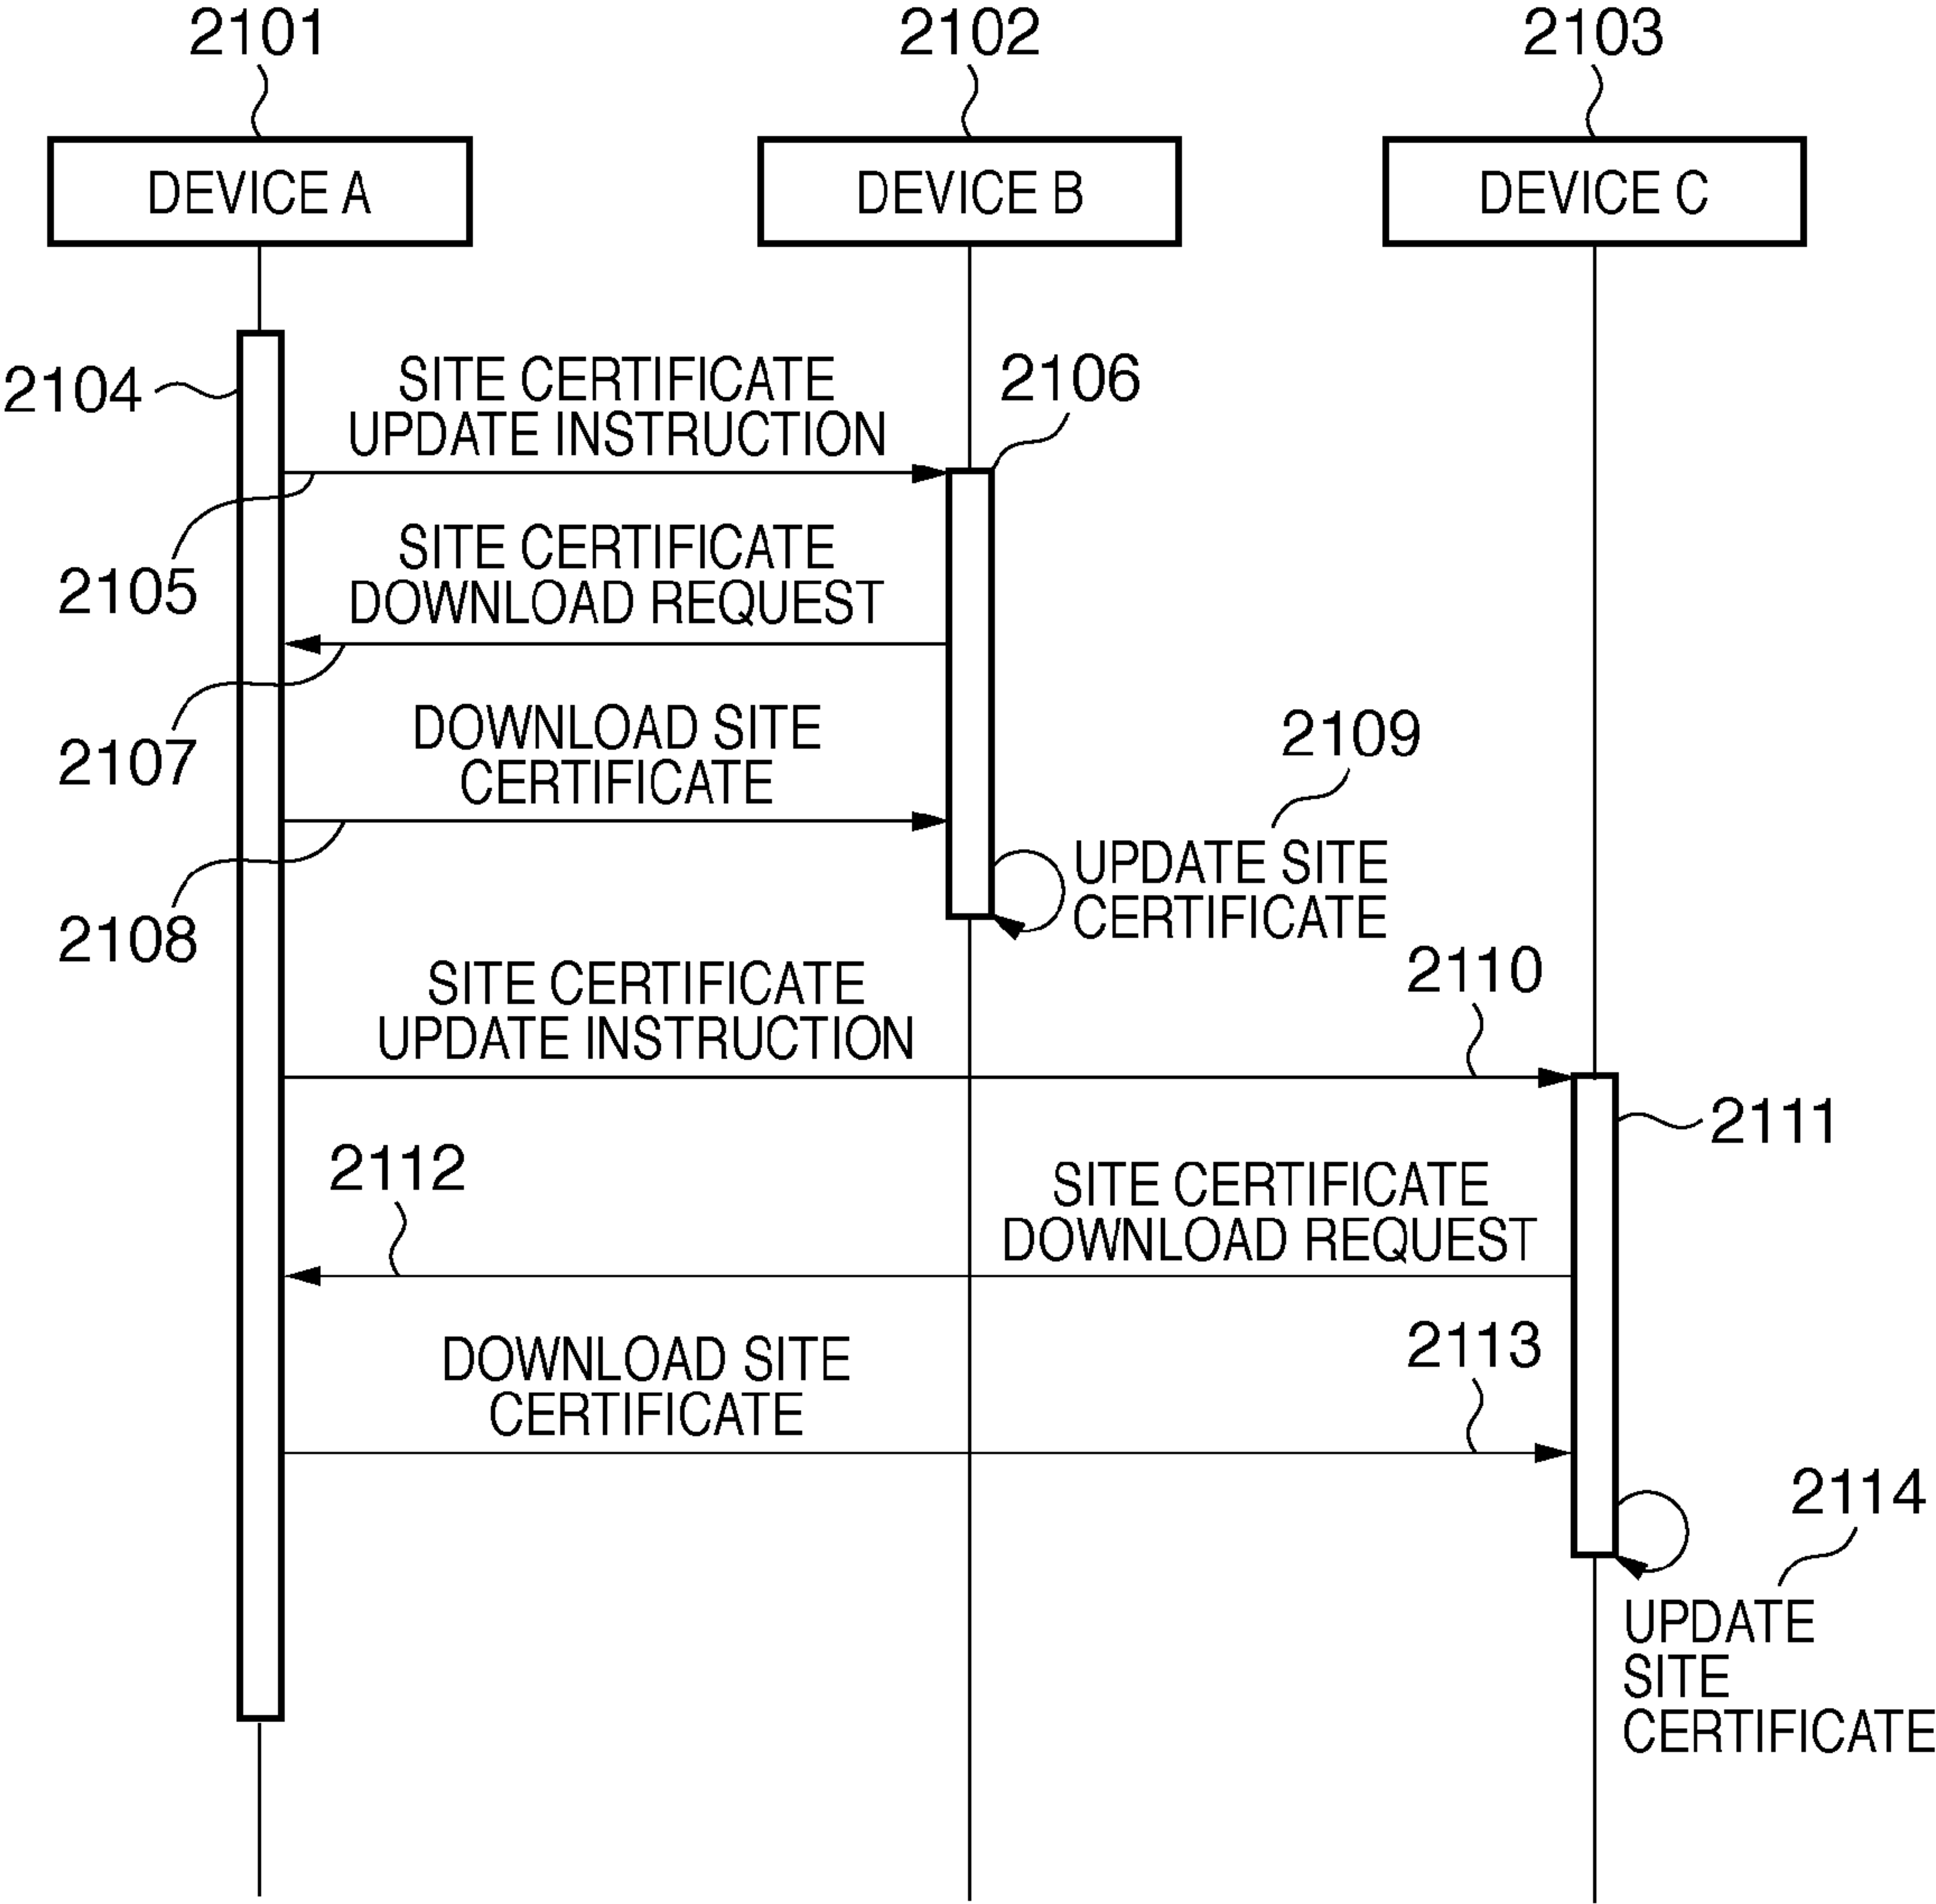 2101
2102
2103
DEVICE A
DEVICE B
DEVICE C
2104
SITE CERTIFICATE
UPDATE INSTRUCTION
2106
2105
SITE CERTIFICATE
DOWNLOAD REQUEST
2107
DOWNLOAD SITE
CERTIFICATE
2109
2108
UPDATE SITE
CERTIFICATE
SITE CERTIFICATE
UPDATE INSTRUCTION
2110
2111
2112
SITE CERTIFICATE
DOWNLOAD REQUEST
DOWNLOAD SITE
CERTIFICATE
2113
2114
UPDATE
SITE
CERTIFICATE